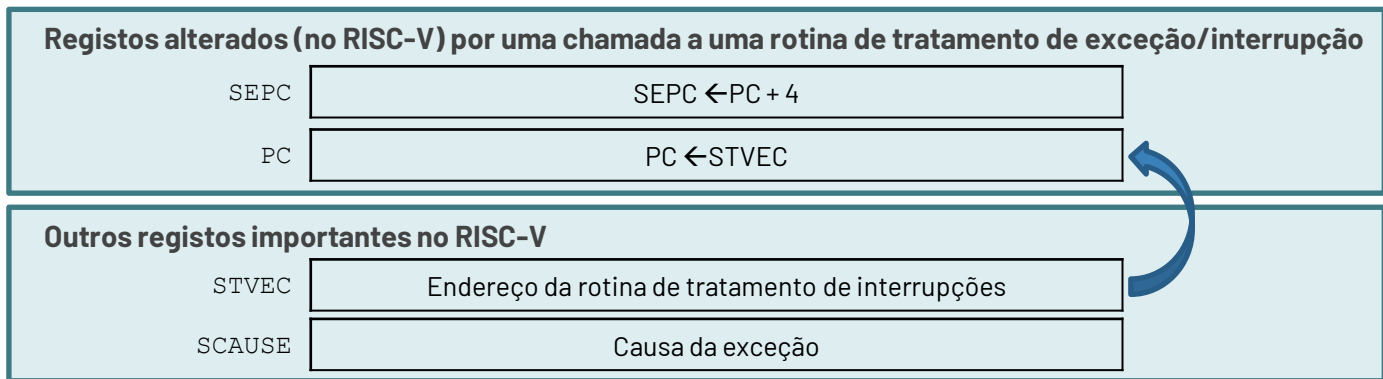 Registos alterados (no RISC-V) por uma chamada a uma rotina de tratamento de exceção/interrupção
SEPC SEPC ←PC + 4
PC PC ←STVEC
Outros registos importantes no RISC-V
STVEC Endereço da rotina de tratamento de interrupções
SCAUSE Causa da exceção